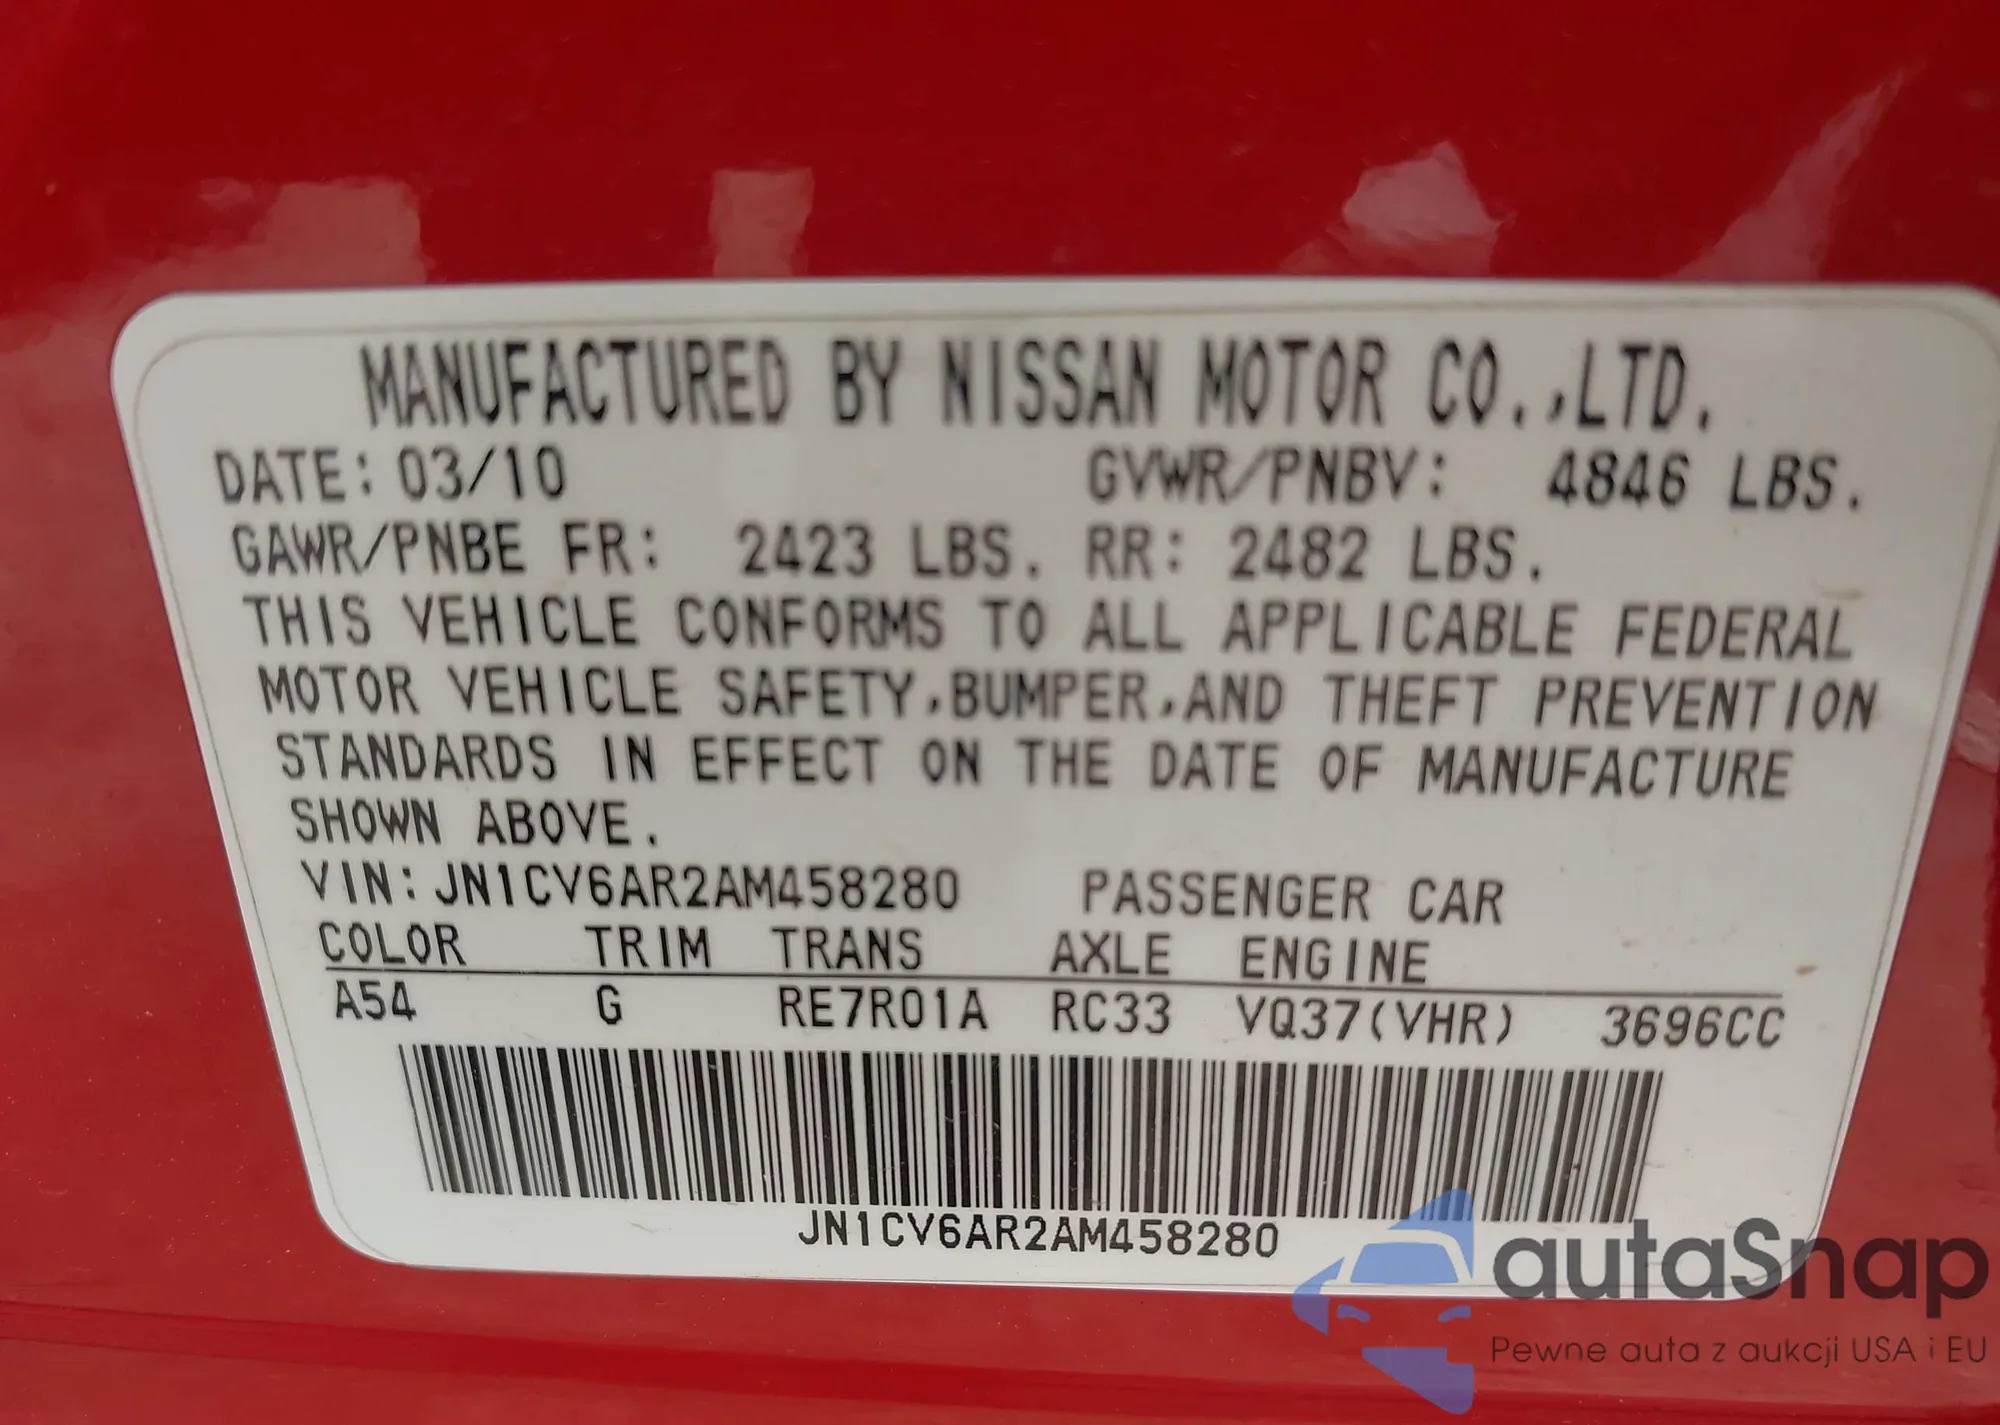 MANUFACTURED BY NISSAN MOTOR CO.,LTD.
DATE: 03/10 GVWR/PNBV: 4846 LBS.
GAWR/PNBE FR: 2423 LBS. RR: 2482 LBS.
THIS VEHICLE CONFORMS TO ALL APPLICABLE FEDERAL
MOTOR VEHICLE SAFETY,BUMPER,AND THEFT PREVENTION
STANDARDS IN EFFECT ON THE DATE OF MANUFACTURE
SHOWN ABOVE.
VIN: JN1CV6AR2AM458280 PASSENGER CAR
COLOR TRIM TRANS AXLE ENGINE
A54 G RE7R01A RC33 VQ37(VHR) 3696CC
JN1CV6AR2AM458280
autaSnap
Pewne auta z aukcji USA i EU